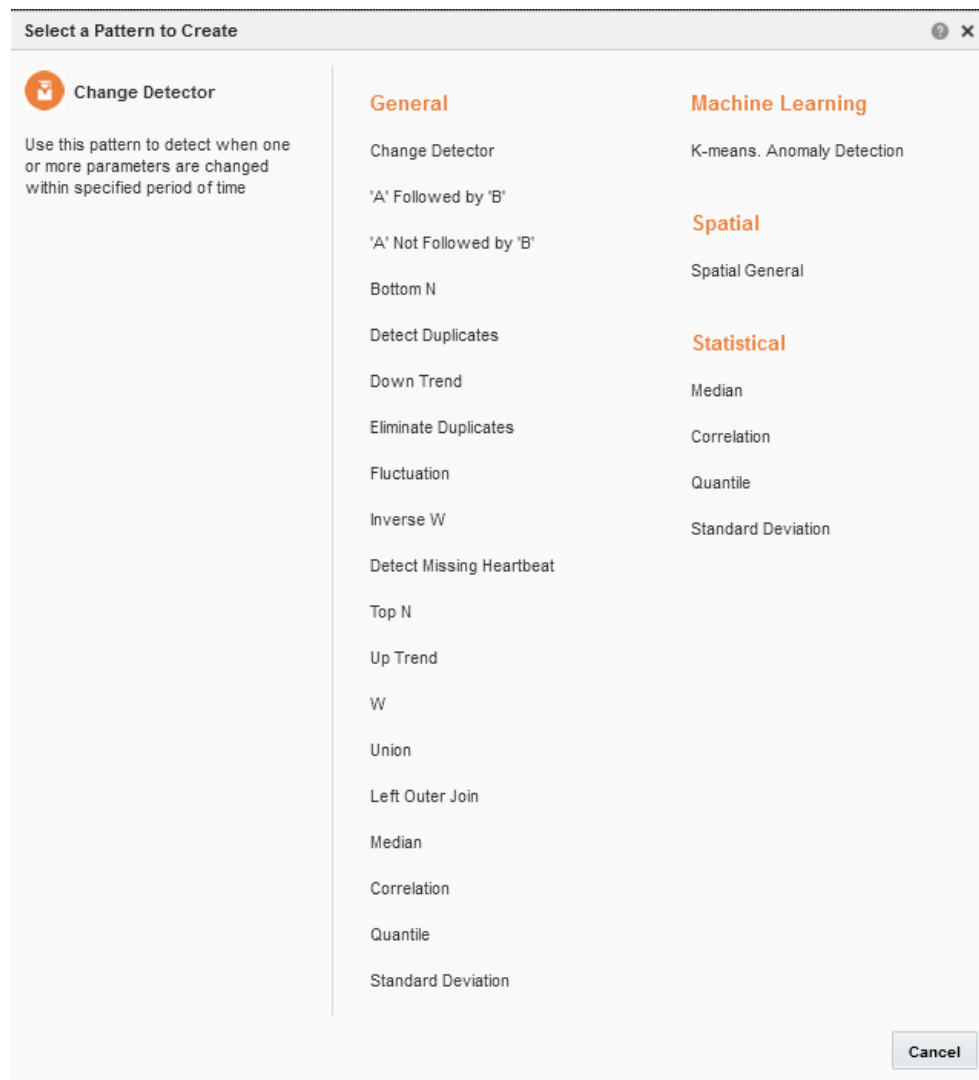 Select a Pattern to Create
Change Detector
Use this pattern to detect when one
or more parameters are changed
within specified period of time
General
Change Detector
'A' Followed by 'B'
'A' Not Followed by 'B'
Bottom N
Detect Duplicates
Down Trend
Eliminate Duplicates
Fluctuation
Inverse W
Detect Missing Heartbeat
Top N
Up Trend
W
Union
Left Outer Join
Median
Correlation
Quantile
Standard Deviation
Machine Learning
K-means. Anomaly Detection
Spatial
Spatial General
Statistical
Median
Correlation
Quantile
Standard Deviation
Cancel